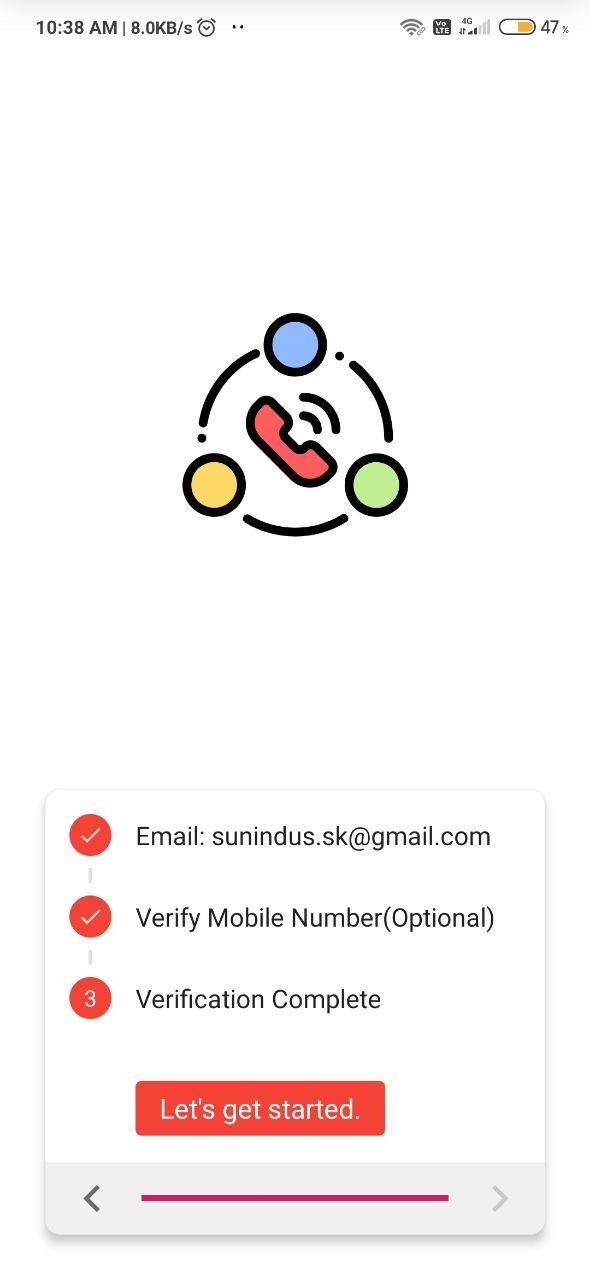 10:38 AM | 8.0KB/s
Vo LTE
4G
47 %
Email: sunindus.sk@gmail.com
Verify Mobile Number(Optional)
3 Verification Complete
Let's get started.